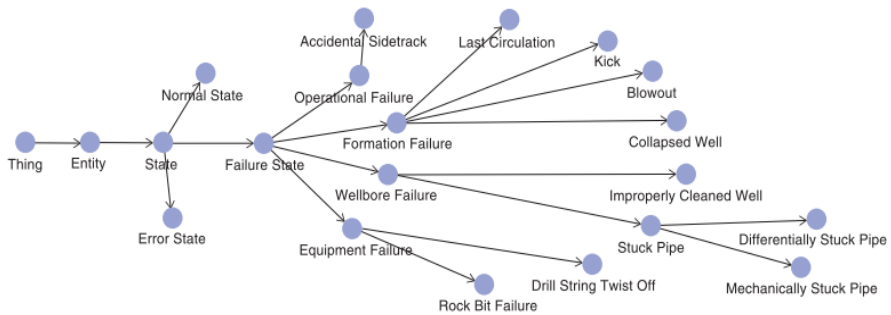 Accidental Sidetrack
Last Circulation
Kick
Normal State
Operational Failure
Blowout
Formation Failure
Collapsed Well
Thing
Entity
State
Failure State
Wellbore Failure
Improperly Cleaned Well
Error State
Equipment Failure
Stuck Pipe
Differentially Stuck Pipe
Drill String Twist Off
Mechanically Stuck Pipe
Rock Bit Failure